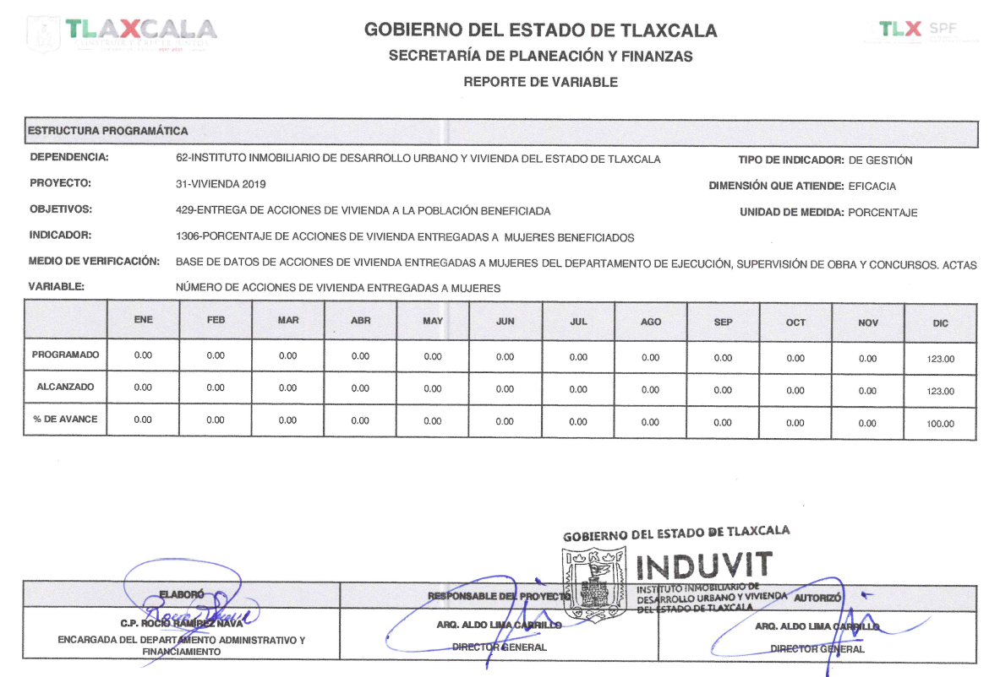 TLAXCALA
CONSTRUIR Y CRECER JUNTOS
GOBIERNO DEL ESTADO DE TLAXCALA
SECRETARÍA DE PLANEACIÓN Y FINANZAS
REPORTE DE VARIABLE
TLX SPF
ESTRUCTURA PROGRAMÁTICA
DEPENDENCIA: 62-INSTITUTO INMOBILIARIO DE DESARROLLO URBANO Y VIVIENDA DEL ESTADO DE TLAXCALA TIPO DE INDICADOR: DE GESTIÓN
PROYECTO: 31-VIVIENDA 2019 DIMENSIÓN QUE ATIENDE: EFICACIA
OBJETIVOS: 429-ENTREGA DE ACCIONES DE VIVIENDA A LA POBLACIÓN BENEFICIADA UNIDAD DE MEDIDA: PORCENTAJE
INDICADOR: 1306-PORCENTAJE DE ACCIONES DE VIVIENDA ENTREGADAS A MUJERES BENEFICIADOS
MEDIO DE VERIFICACIÓN: BASE DE DATOS DE ACCIONES DE VIVIENDA ENTREGADAS A MUJERES DEL DEPARTAMENTO DE EJECUCIÓN, SUPERVISIÓN DE OBRA Y CONCURSOS. ACTAS
VARIABLE: NÚMERO DE ACCIONES DE VIVIENDA ENTREGADAS A MUJERES
ENE FEB MAR ABR MAY JUN JUL AGO SEP OCT NOV DIC
PROGRAMADO 0.00 0.00 0.00 0.00 0.00 0.00 0.00 0.00 0.00 0.00 0.00 123.00
ALCANZADO 0.00 0.00 0.00 0.00 0.00 0.00 0.00 0.00 0.00 0.00 0.00 123.00
% DE AVANCE 0.00 0.00 0.00 0.00 0.00 0.00 0.00 0.00 0.00 0.00 0.00 100.00
GOBIERNO DEL ESTADO DE TLAXCALA
INDUVIT
INSTITUTO INMOBILIARIO DE
DESARROLLO URBANO Y VIVIENDA
DEL ESTADO DE TLAXCALA
ELABORÓ RESPONSABLE DEL PROYECTO AUTORIZÓ
C.P. ROCIO RAMIREZ NAVA ARQ. ALDO LIMA CARRILLO ARQ. ALDO LIMA CARRILLO
ENCARGADA DEL DEPARTAMENTO ADMINISTRATIVO Y DIRECTOR GENERAL DIRECTOR GENERAL
FINANCIAMIENTO